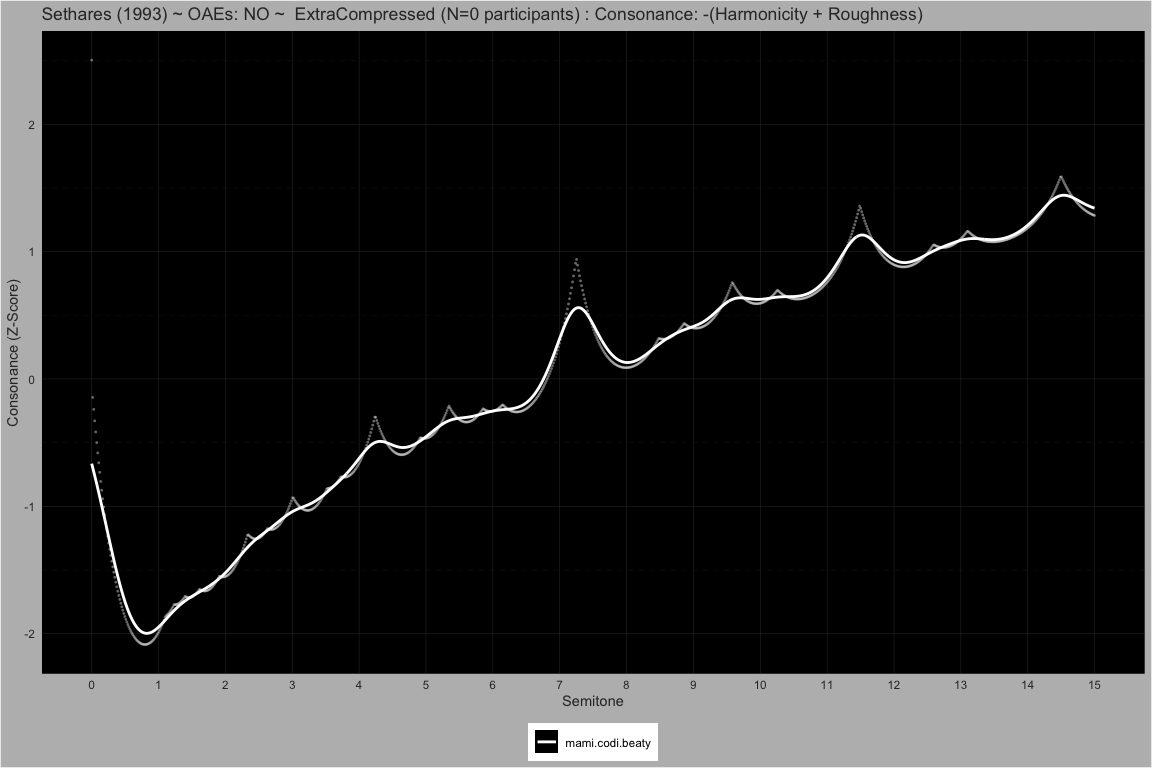 Sethares (1993) ~ OAEs: NO ~  ExtraCompressed (N=0 participants) : Consonance: -(Harmonicity + Roughness)
Consonance (Z-Score)
2
1
0
-1
-2
0 1 2 3 4 5 6 7 8 9 10 11 12 13 14 15
Semitone
mami.codi.beaty